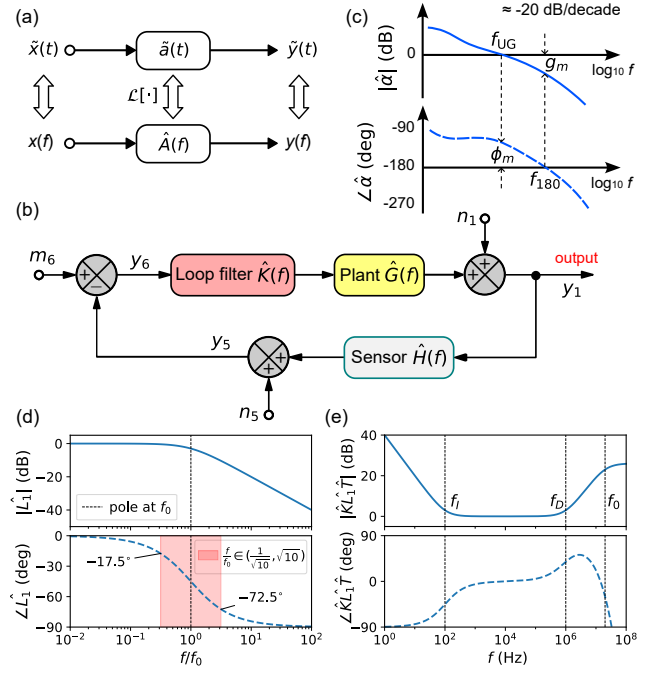 (a)
x̃(t) ã(t) ỹ(t)
ℒ[·]
x(f) Â(f) y(f)
(c)
≈ -20 dB/decade
|α̂| (dB)
0
f_UG
g_m
log₁₀ f
∠α̂ (deg)
-90
-180
-270
ϕ_m
f_180
log₁₀ f
(b)
n₁
m₆ + − y₆ Loop filter K̂(f) Plant Ĝ(f) + + output
y₁
y₅ + + Sensor Ĥ(f)
n₅
(d)
|L̂₁| (dB)
0
−20
−40
pole at f₀
∠L̂₁ (deg)
0
−30
−60
−90
−17.5°
−72.5°
f/f₀ ∈ (1/√10, √10)
10⁻² 10⁻¹ 10⁰ 10¹ 10²
f/f₀
(e)
|K̂L̂₁T̂| (dB)
40
20
0
f_I f_D f₀
∠K̂L̂₁T̂ (deg)
90
0
−90
10⁰ 10² 10⁴ 10⁶ 10⁸
f (Hz)